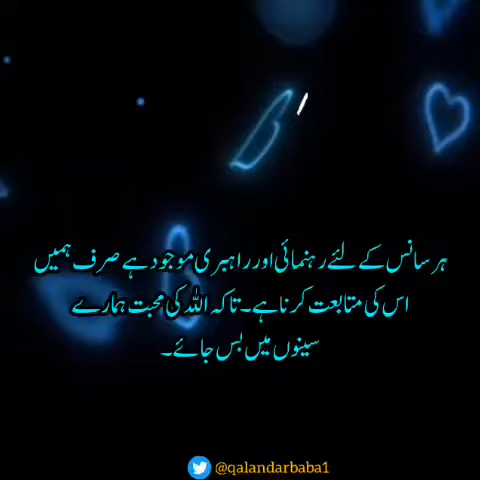 ہر سانس کے لئے رہنمائی اور راہبری موجود ہے صرف ہمیں
اس کی متابعت کرنا ہے۔ تاکہ اللہ کی محبت ہمارے
سینوں میں بس جائے۔
@qalandarbaba1